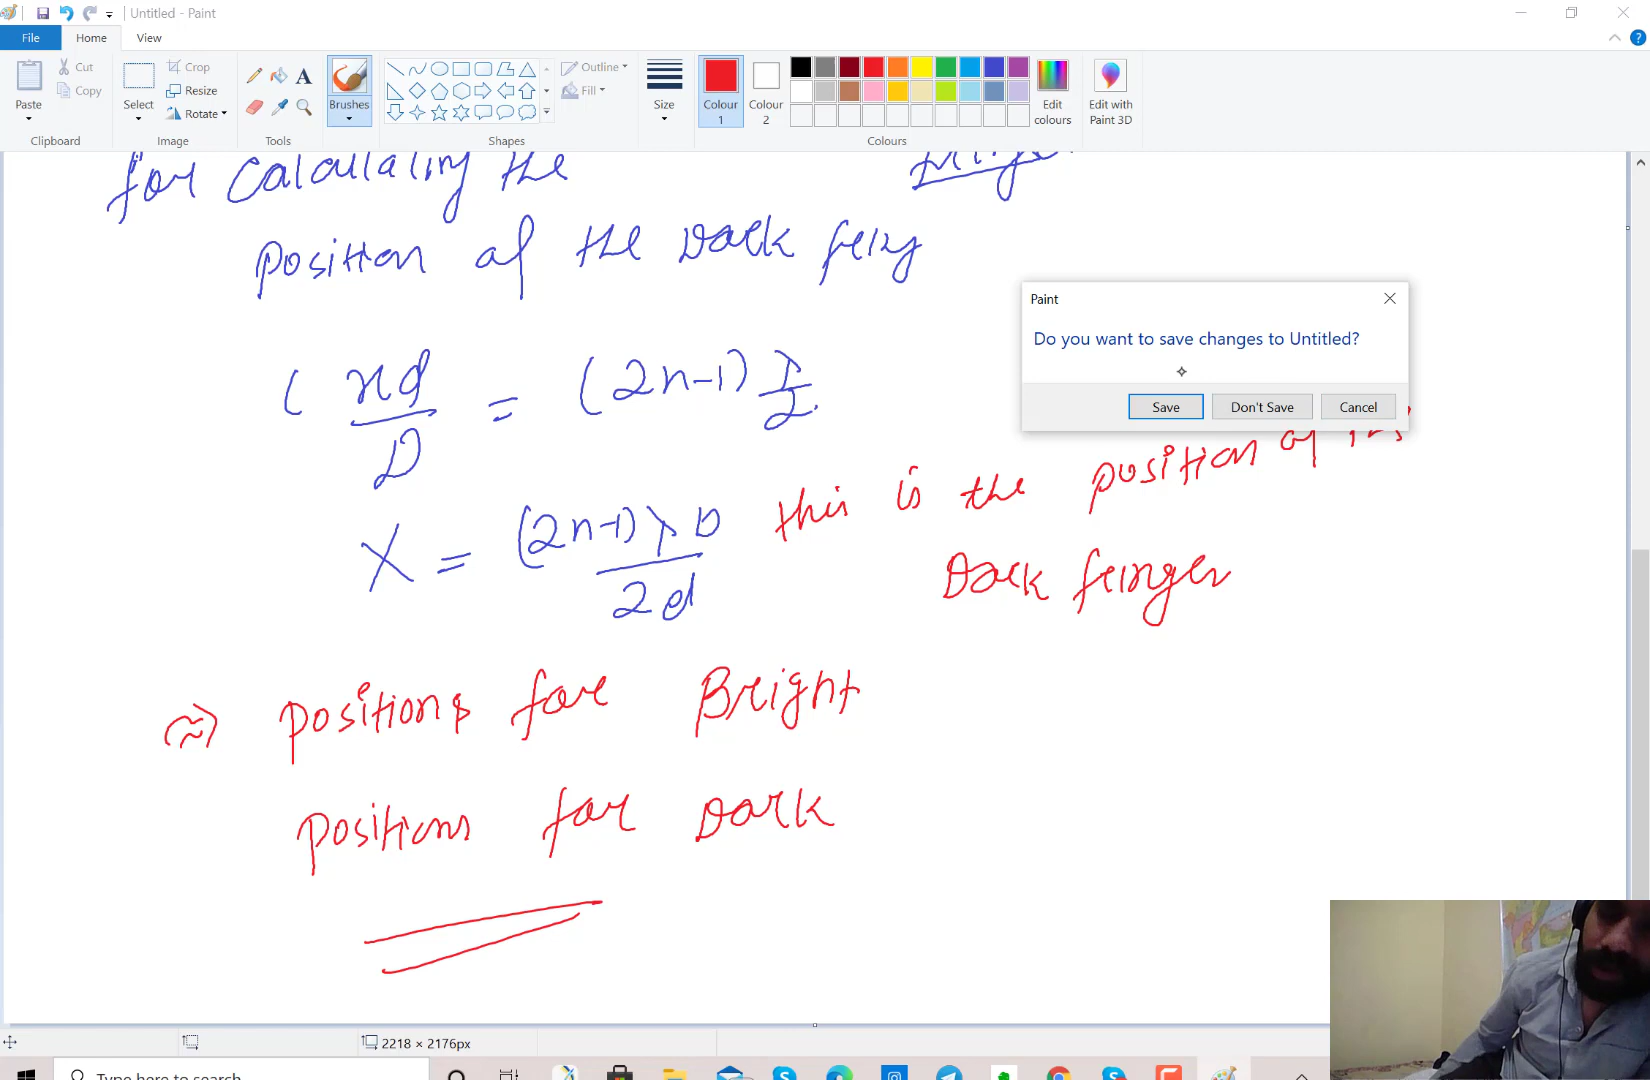 Untitled - Paint
File Home View
Paste
Cut
Copy
Clipboard
Select
Crop
Resize
Rotate
Image
Tools
Brushes
Shapes
Outline
Fill
Size
Colour 1
Colour 2
Edit colours
Edit with Paint 3D
Colours
for Calculating the
position of the Dark
Paint
Do you want to save changes to Untitled?
Save Don't Save Cancel
( xd/D = (2n-1) λ/2
X = (2n-1) λ D / 2d
this is the position of
Dark
⇒ positions for Bright
positions for Dark
2218 × 2176px
Type here to search